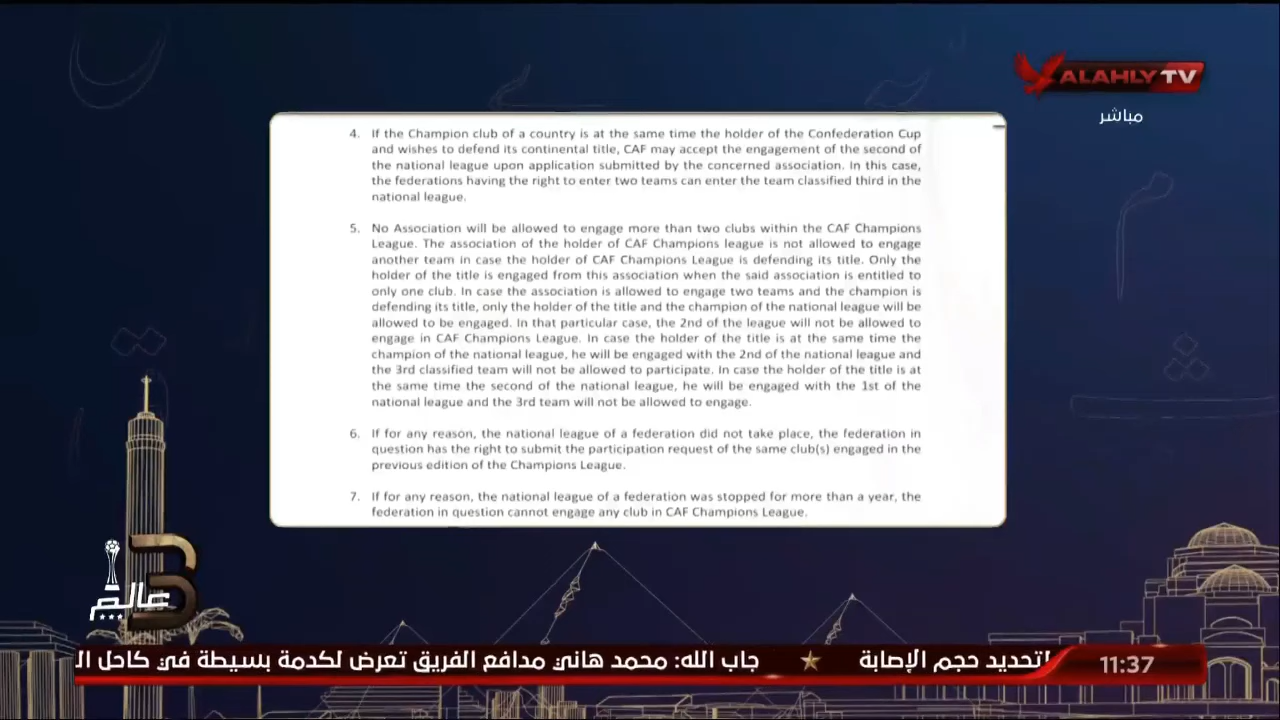 ALAHLY TV
مباشر
4. If the Champion club of a country is at the same time the holder of the Confederation Cup
and wishes to defend its continental title, CAF may accept the engagement of the second of
the national league upon application submitted by the concerned association. In this case,
the federations having the right to enter two teams can enter the team classified third in the
national league.
5. No Association will be allowed to engage more than two clubs within the CAF Champions
League. The association of the holder of CAF Champions league is not allowed to engage
another team in case the holder of CAF Champions League is defending its title. Only the
holder of the title is engaged from this association when the said association is entitled to
only one club. In case the association is allowed to engage two teams and the champion is
defending its title, only the holder of the title and the champion of the national league will be
allowed to be engaged. In that particular case, the 2nd of the league will not be allowed to
engage in CAF Champions League. In case the holder of the title is at the same time the
champion of the national league, he will be engaged with the 2nd of the national league and
the 3rd classified team will not be allowed to participate. In case the holder of the title is at
the same time the second of the national league, he will be engaged with the 1st of the
national league and the 3rd team will not be allowed to engage.
6. If for any reason, the national league of a federation did not take place, the federation in
question has the right to submit the participation request of the same club(s) engaged in the
previous edition of the Champions League.
7. If for any reason, the national league of a federation was stopped for more than a year, the
federation in question cannot engage any club in CAF Champions League.
3 عالم
لتحديد حجم الإصابة ★ جاب الله: محمد هاني مدافع الفريق تعرض لكدمة بسيطة في كاحل
11:37